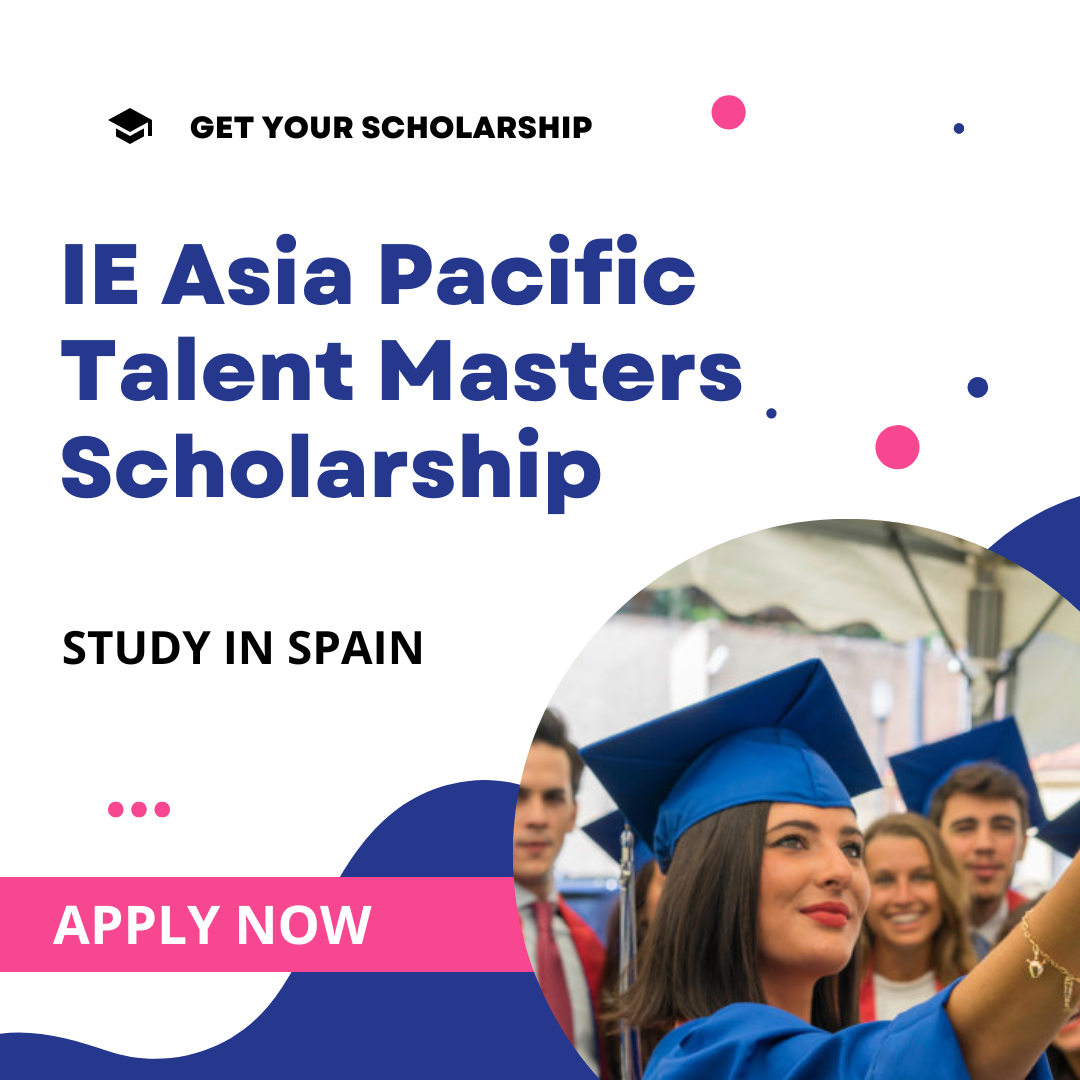 GET YOUR SCHOLARSHIP
IE Asia Pacific
Talent Masters
Scholarship
STUDY IN SPAIN
APPLY NOW